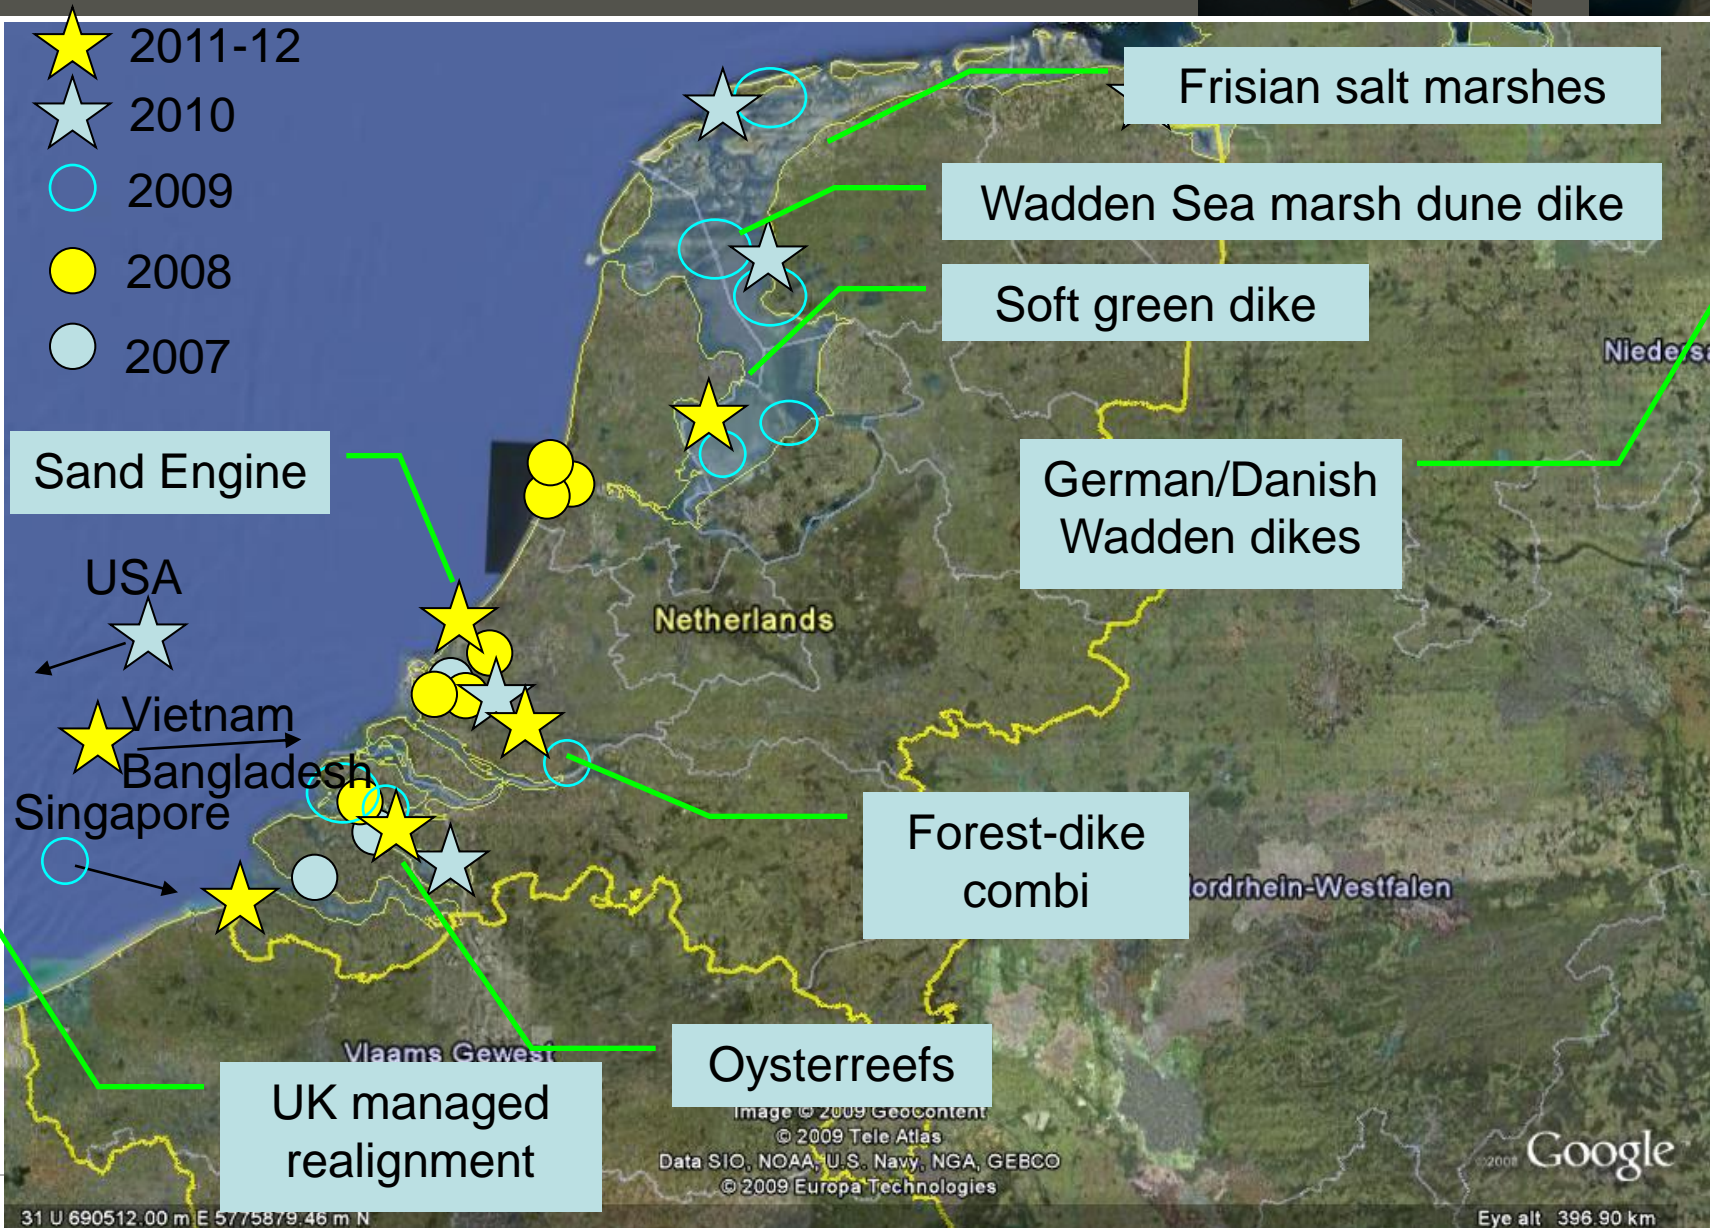 2011-12
2010
2009
2008
2007
Frisian salt marshes
Wadden Sea marsh dune dike
Soft green dike
Sand Engine
German/Danish
Wadden dikes
USA
Netherlands
Vietnam
Bangladesh
Singapore
Forest-dike
combi
ordrhein-Westfalen
Vlaams Gewest
Oysterreefs
UK managed
realignment
Image © 2009 GeoContent
© 2009 Tele Atlas
Data SIO, NOAA, U.S. Navy, NGA, GEBCO
© 2009 Europa Technologies
©2008 Google
31 U 690512.00 m E 5775879.46 m N
Eye alt 396.90 km